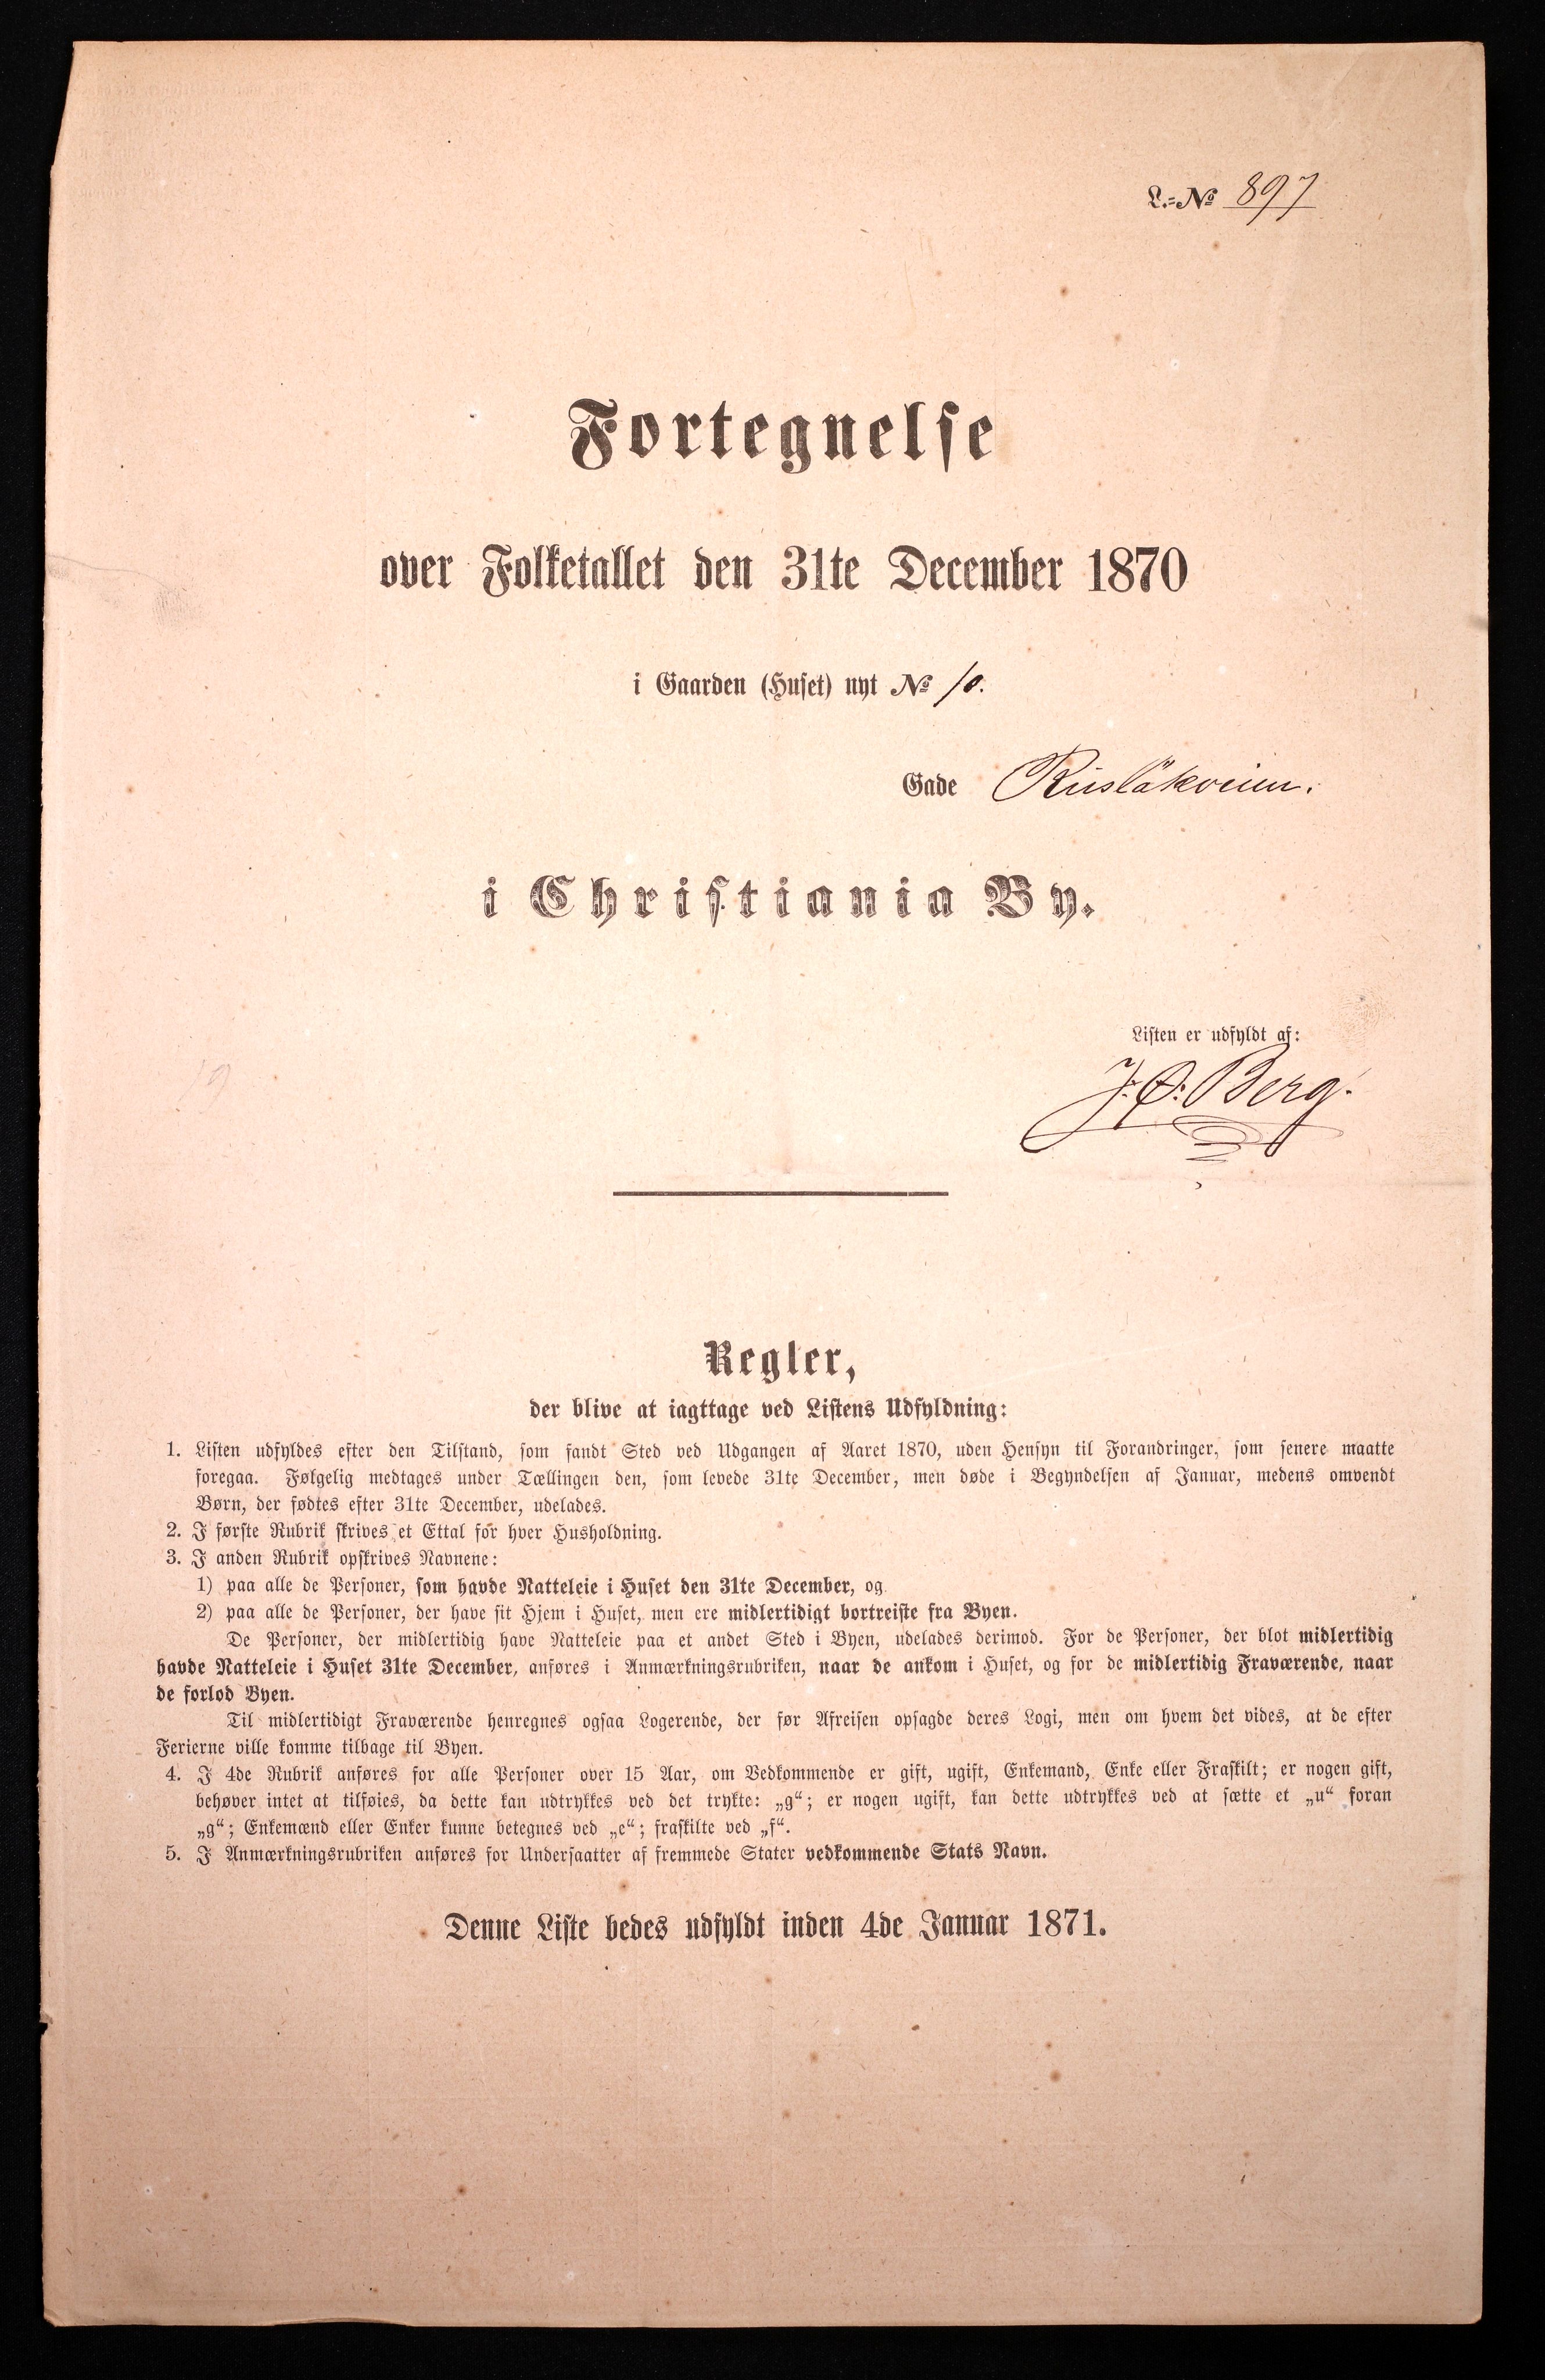 L.-№ 897
Fortegnelse
over Folketallet den 31te December 1870
i Gaarden (Huset) nyt № 10.
Gade Ruslökveien.
i Christiania By.
Listen er udfyldt af:
J. O. Berg.
19
Regler,
der blive at iagttage ved Listens Udfyldning:
1. Listen udfyldes efter den Tilstand, som fandt Sted ved Udgangen af Aaret 1870, uden Hensyn til Forandringer, som senere maatte
foregaa. Følgelig medtages under Tællingen den, som levede 31te December, men døde i Begyndelsen af Januar, medens omvendt
Børn, der fødtes efter 31te December, udelades.
2. I første Rubrik skrives et Ettal for hver Husholdning.
3. I anden Rubrik opskrives Navnene:
1) paa alle de Personer, som havde Natteleie i Huset den 31te December, og
2) paa alle de Personer, der have sit Hjem i Huset, men ere midlertidigt bortreiste fra Byen.
De Personer, der midlertidig have Natteleie paa et andet Sted i Byen, udelades derimod. For de Personer, der blot midlertidig
havde Natteleie i Huset 31te December, anføres i Anmærkningsrubriken, naar de ankom i Huset, og for de midlertidig Fraværende, naar
de forlod Byen.
Til midlertidigt Fraværende henregnes ogsaa Logerende, der før Afreisen opsagde deres Logi, men om hvem det vides, at de efter
Ferierne ville komme tilbage til Byen.
4. I 4de Rubrik anføres for alle Personer over 15 Aar, om Vedkommende er gift, ugift, Enkemand, Enke eller Fraskilt; er nogen gift,
behøver intet at tilføies, da dette kan udtrykkes ved det trykte: „g“; er nogen ugift, kan dette udtrykkes ved at sætte et „u“ foran
„g“; Enkemænd eller Enker kunne betegnes ved „e“; fraskilte ved „f“.
5. I Anmærkningsrubriken anføres for Undersaatter af fremmede Stater vedkommende Stats Navn.
Denne Liste bedes udfyldt inden 4de Januar 1871.